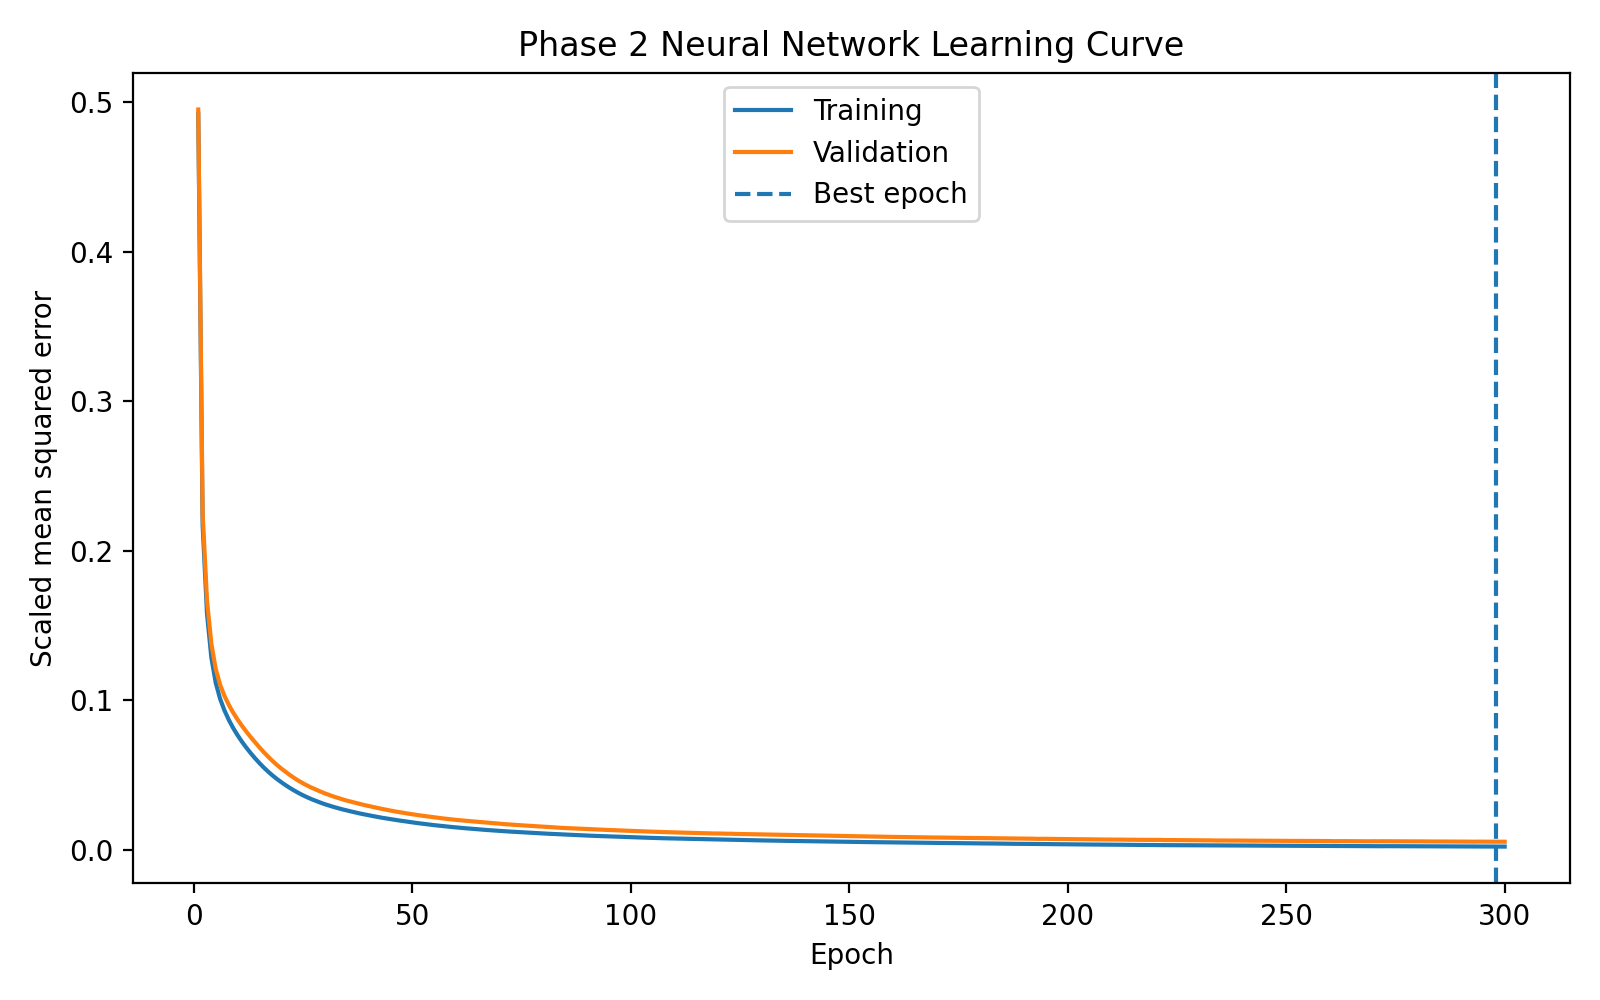 Phase 2 Neural Network Learning Curve
Training
Validation
Best epoch
Scaled mean squared error
0.5
0.4
0.3
0.2
0.1
0.0
0 50 100 150 200 250 300
Epoch